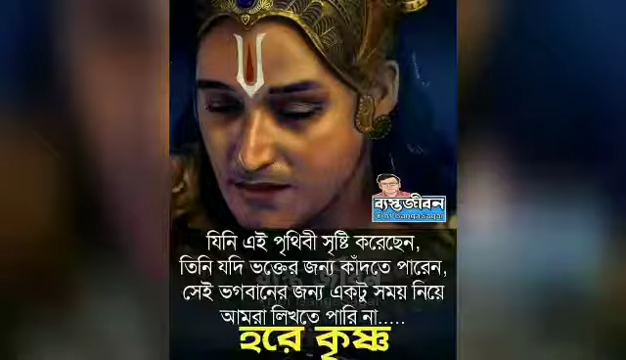 ব্যস্তজীবন
যিনি এই পৃথিবী সৃষ্টি করেছেন,
তিনি যদি ভক্তের জন্য কাঁদতে পারেন,
সেই ভগবানের জন্য একটু সময় নিয়ে
আমরা লিখতে পারি না.....
হরে কৃষ্ণ